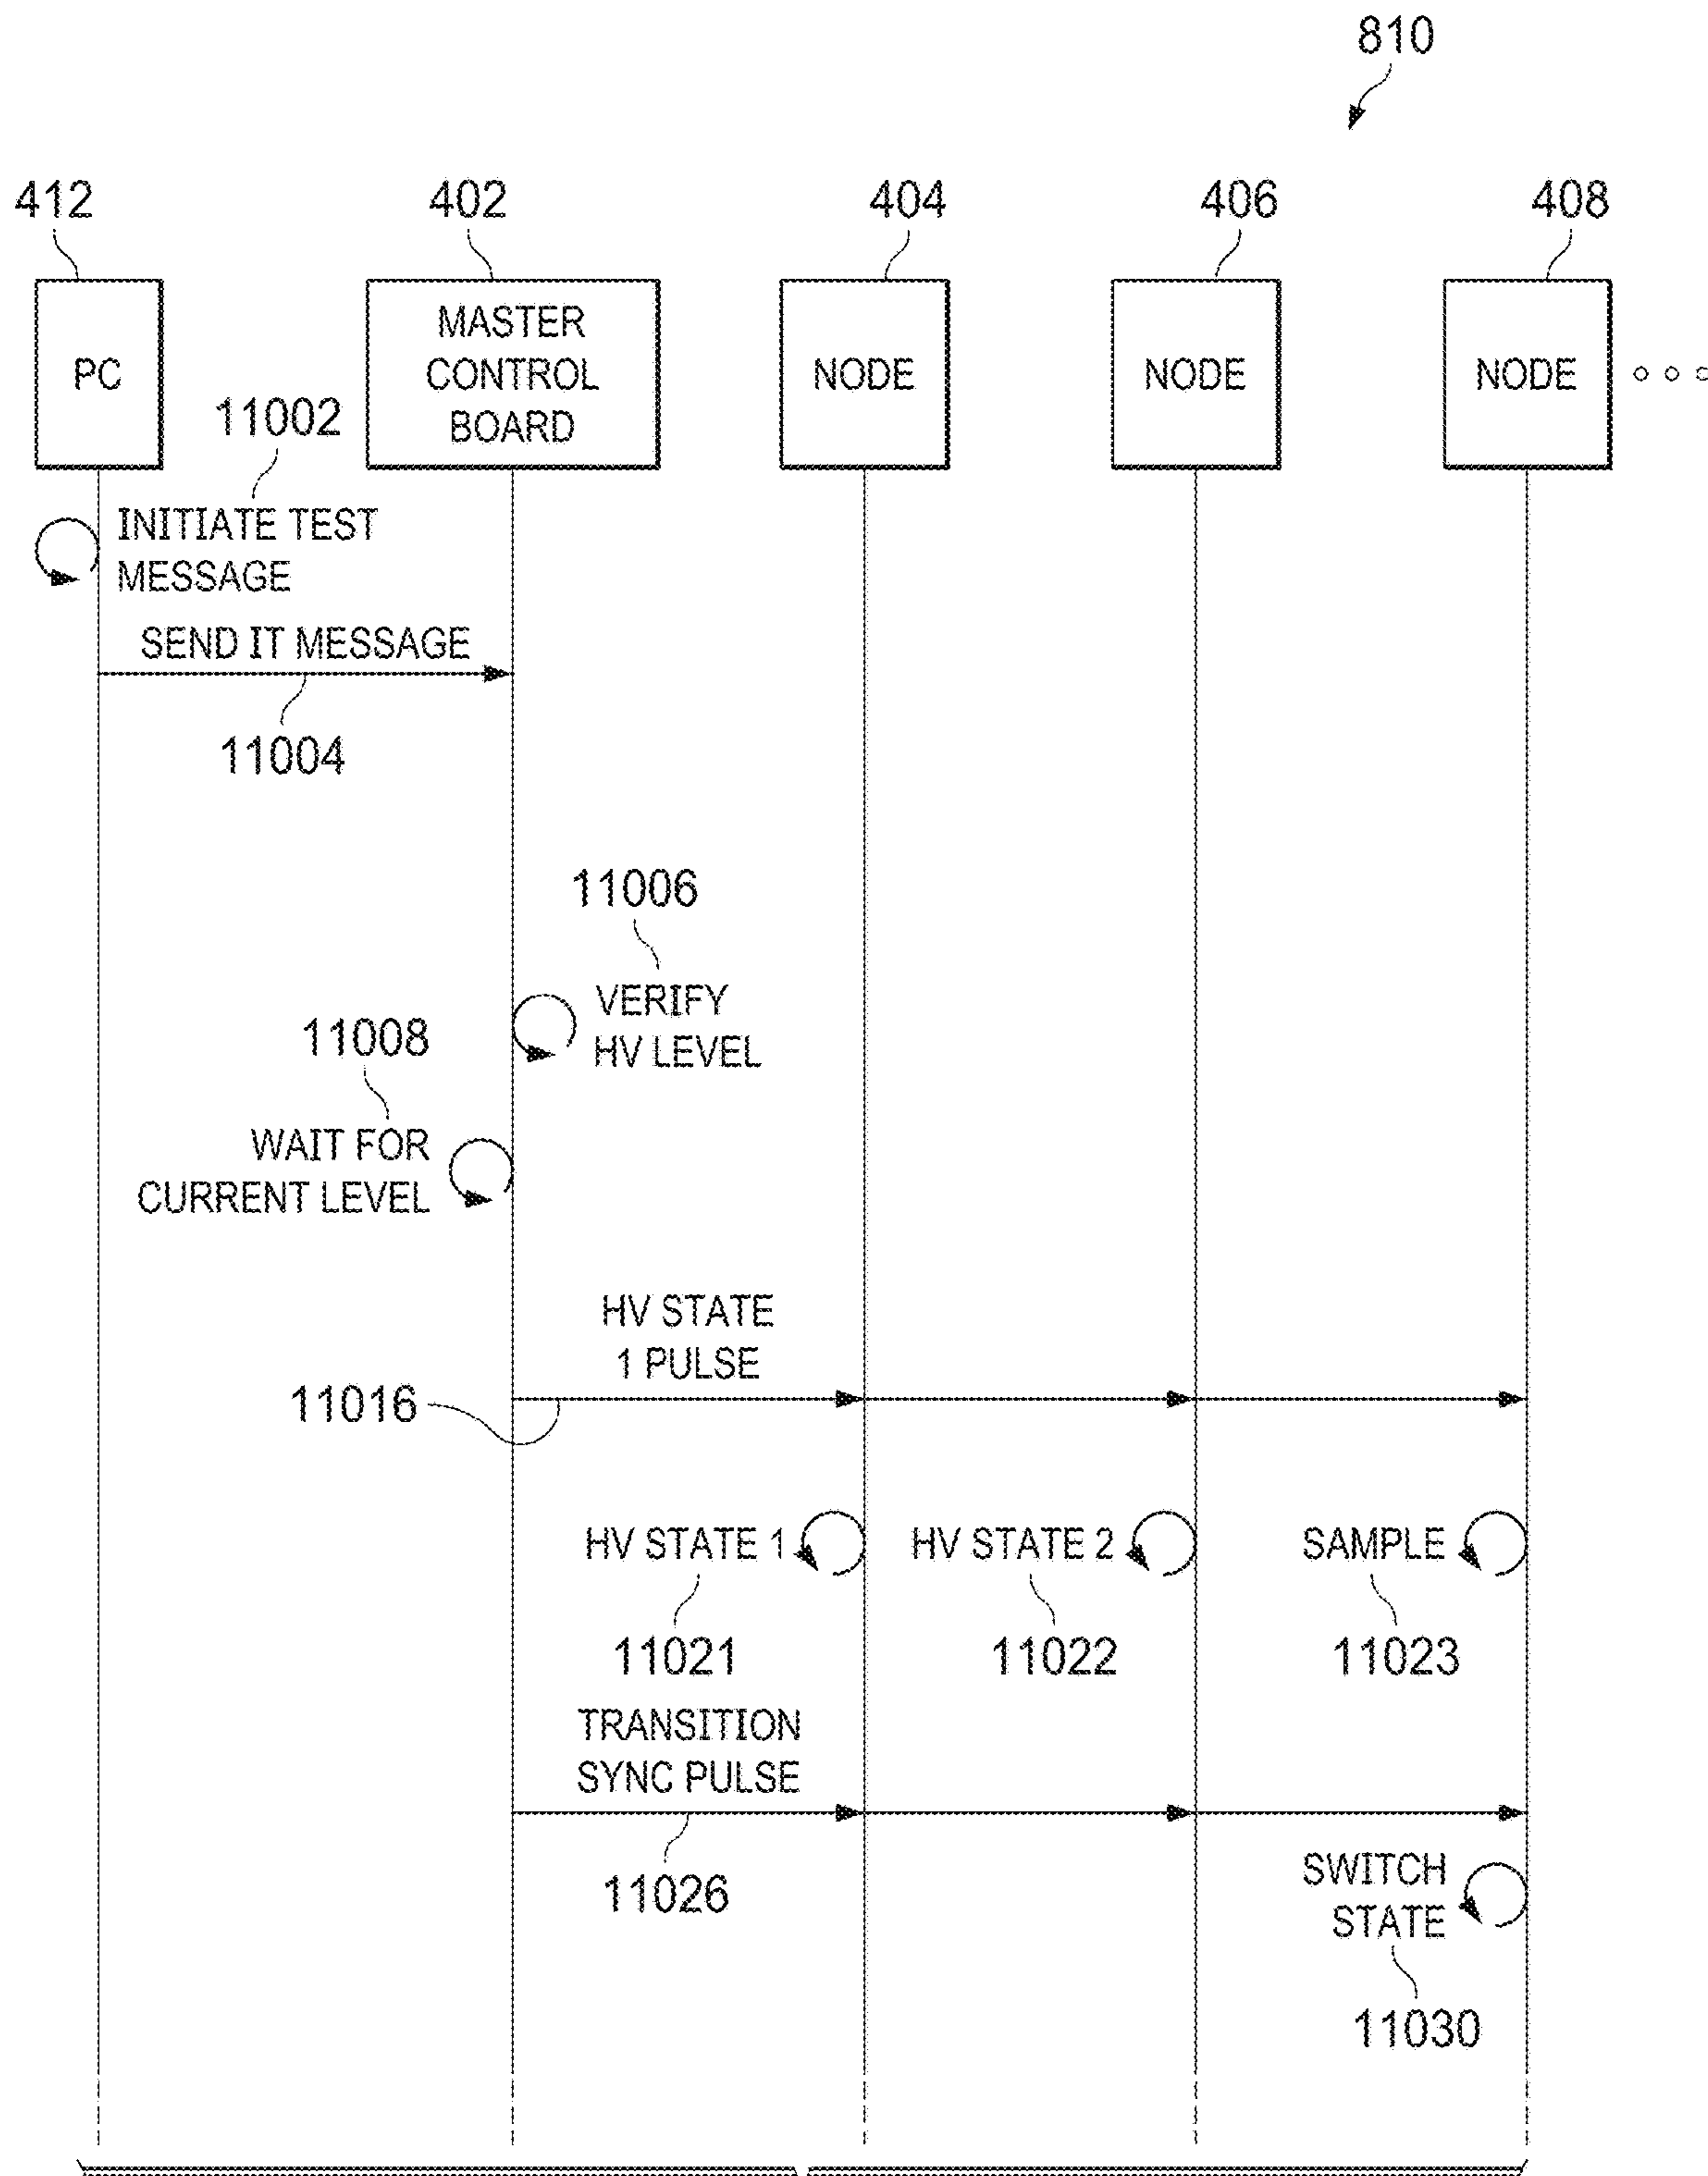 810
412
402
404
406
408
PC
MASTER
CONTROL
BOARD
NODE
NODE
NODE
11002
INITIATE TEST
MESSAGE
SEND IT MESSAGE
11004
11006
VERIFY
HV LEVEL
11008
WAIT FOR
CURRENT LEVEL
HV STATE
1 PULSE
11016
HV STATE 1
HV STATE 2
SAMPLE
11021
11022
11023
TRANSITION
SYNC PULSE
11026
SWITCH
STATE
11030